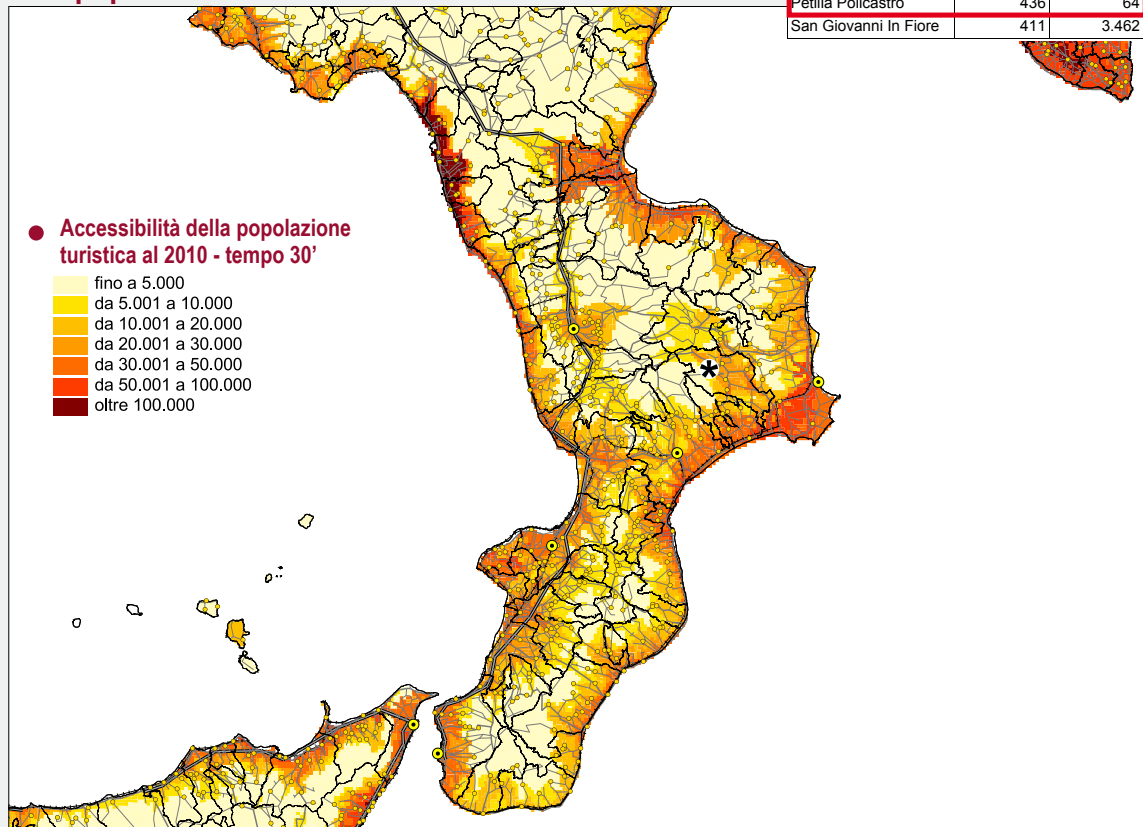 Petilia Policastro 436 64
San Giovanni In Fiore 411 3.462
Accessibilità della popolazione
turistica al 2010 - tempo 30’
fino a 5.000
da 5.001 a 10.000
da 10.001 a 20.000
da 20.001 a 30.000
da 30.001 a 50.000
da 50.001 a 100.000
oltre 100.000
*